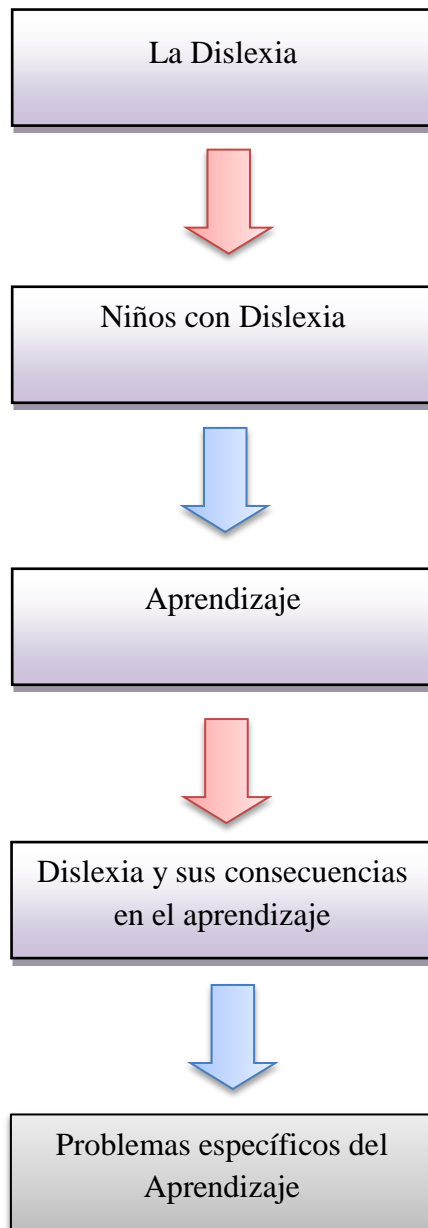 La Dislexia
Niños con Dislexia
Aprendizaje
Dislexia y sus consecuencias
en el aprendizaje
Problemas específicos del
Aprendizaje